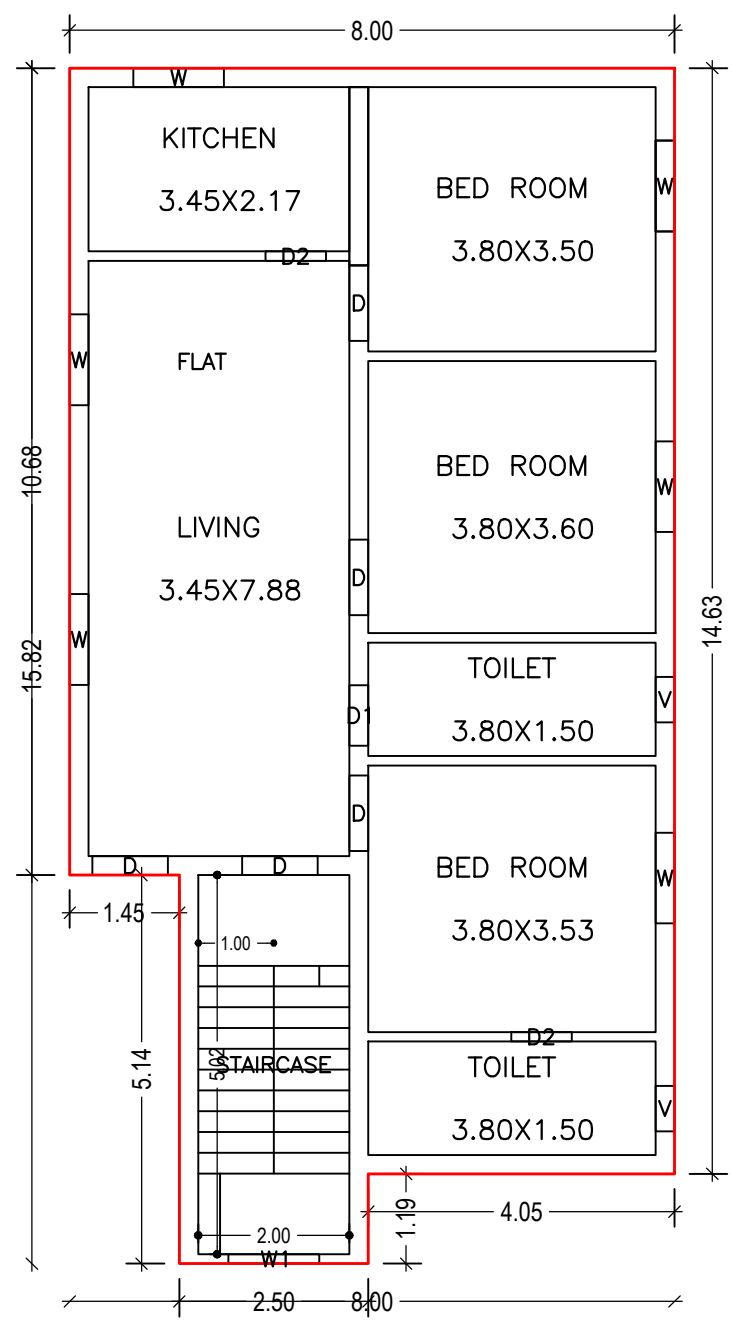 8.00
W
KITCHEN
3.45X2.17
BED ROOM
3.80X3.50
W
D2
D
W
FLAT
10.68
BED ROOM
3.80X3.60
W
LIVING
3.45X7.88
D
14.63
W
15.82
TOILET
3.80X1.50
V
D1
D
BED ROOM
3.80X3.53
W
D
D
1.45
1.00
5.14
5.02
STAIRCASE
D2
TOILET
3.80X1.50
V
1.19
4.05
2.00
W1
2.50
8.00